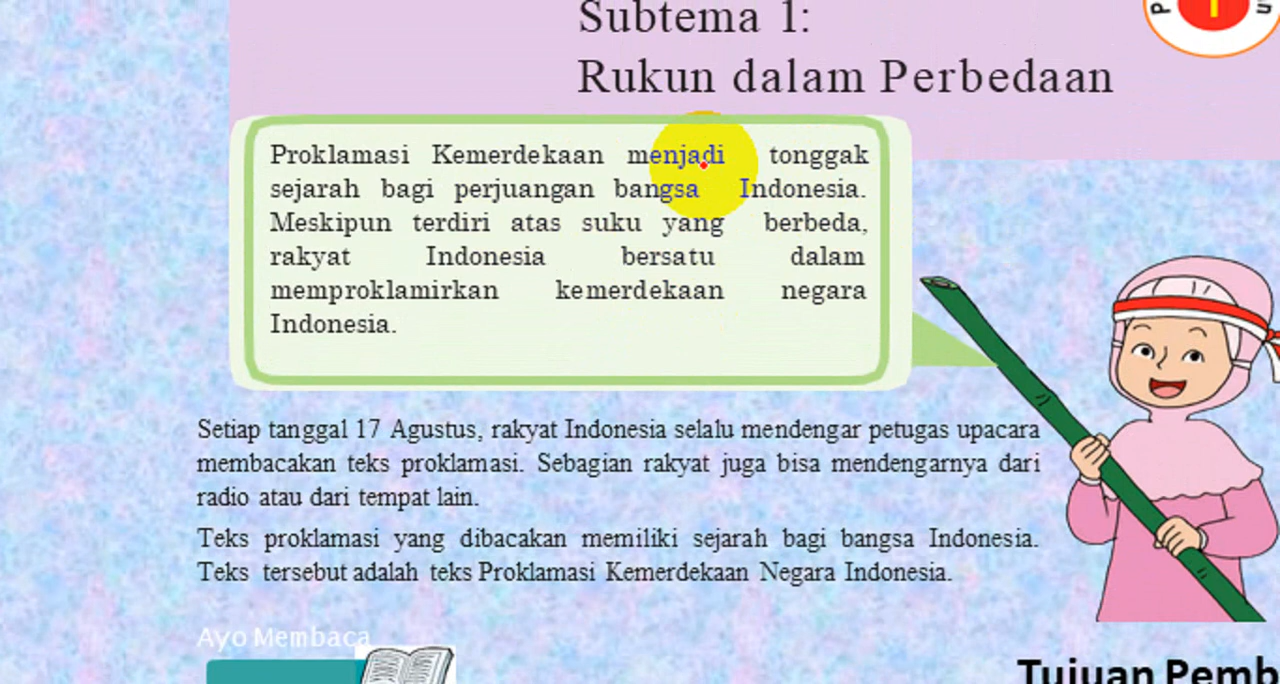 Subtema 1:
Rukun dalam Perbedaan
Proklamasi Kemerdekaan menjadi tonggak
sejarah bagi perjuangan bangsa Indonesia.
Meskipun terdiri atas suku yang berbeda,
rakyat Indonesia bersatu dalam
memproklamirkan kemerdekaan negara
Indonesia.
Setiap tanggal 17 Agustus, rakyat Indonesia selalu mendengar petugas upacara
membacakan teks proklamasi. Sebagian rakyat juga bisa mendengarnya dari
radio atau dari tempat lain.
Teks proklamasi yang dibacakan memiliki sejarah bagi bangsa Indonesia.
Teks tersebut adalah teks Proklamasi Kemerdekaan Negara Indonesia.
Ayo Membaca
Tujuan Pemb